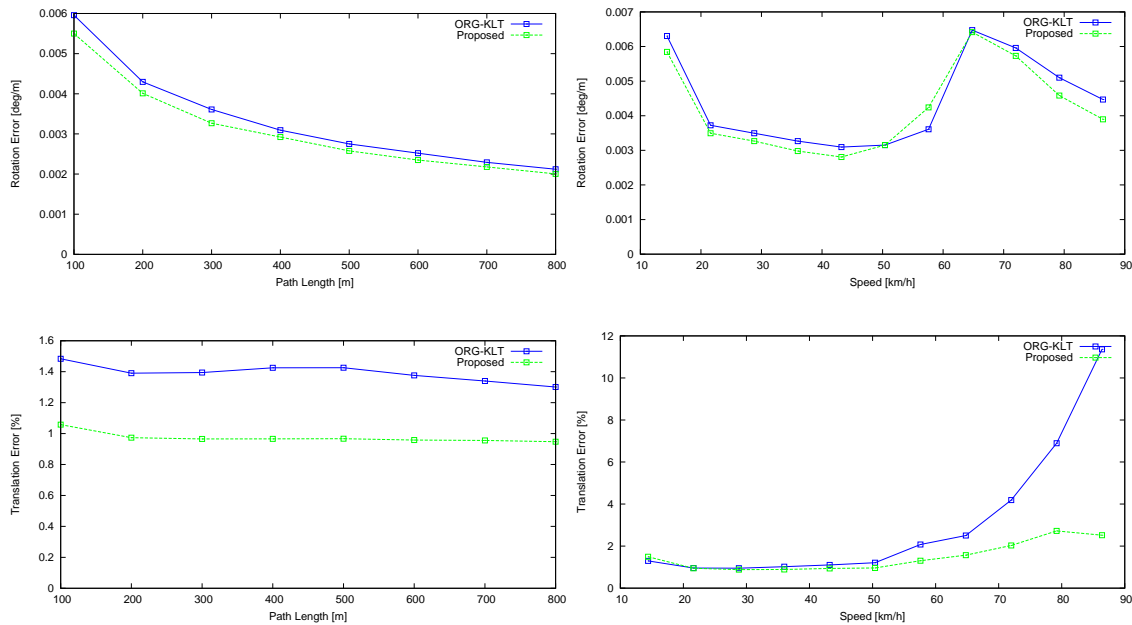 0.006
0.005
0.004
0.003
0.002
0.001
0
Rotation Error [deg/m]
ORG-KLT
Proposed
100 200 300 400 500 600 700 800
Path Length [m]
0.007
0.006
0.005
0.004
0.003
0.002
0.001
0
Rotation Error [deg/m]
ORG-KLT
Proposed
10 20 30 40 50 60 70 80 90
Speed [km/h]
1.6
1.4
1.2
1
0.8
0.6
0.4
0.2
0
Translation Error [%]
ORG-KLT
Proposed
100 200 300 400 500 600 700 800
Path Length [m]
12
10
8
6
4
2
0
Translation Error [%]
ORG-KLT
Proposed
10 20 30 40 50 60 70 80 90
Speed [km/h]